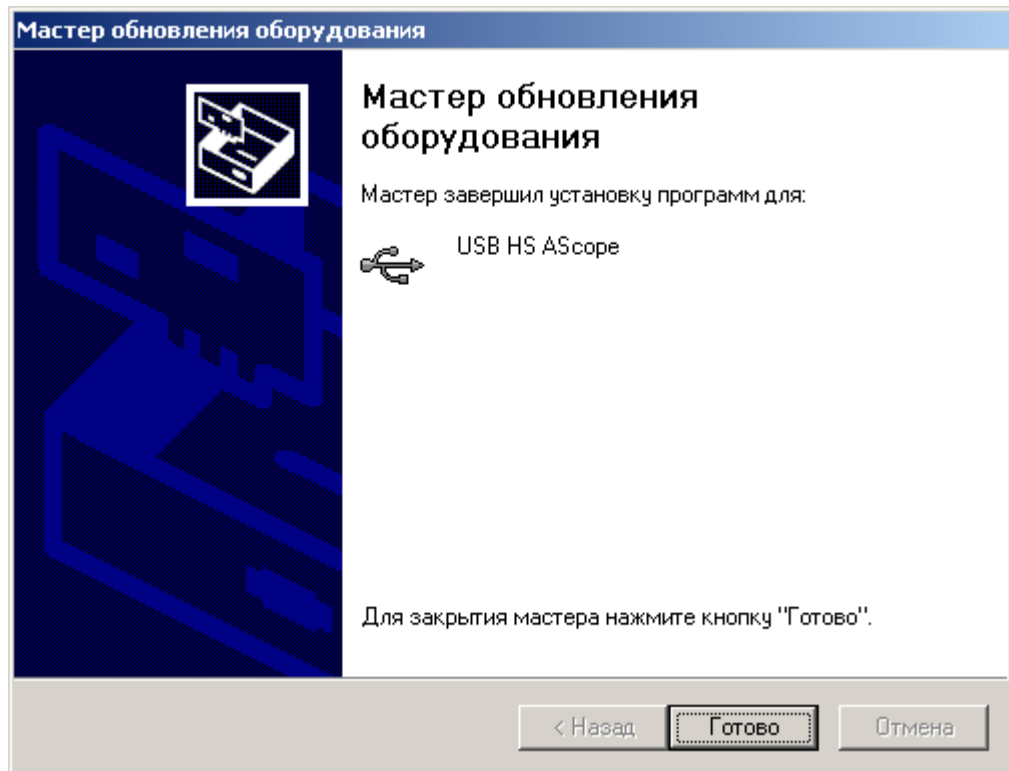 Мастер обновления оборудования
Мастер обновления
оборудования
Мастер завершил установку программ для:
USB HS AScope
Для закрытия мастера нажмите кнопку "Готово".
< Назад
Готово
Отмена